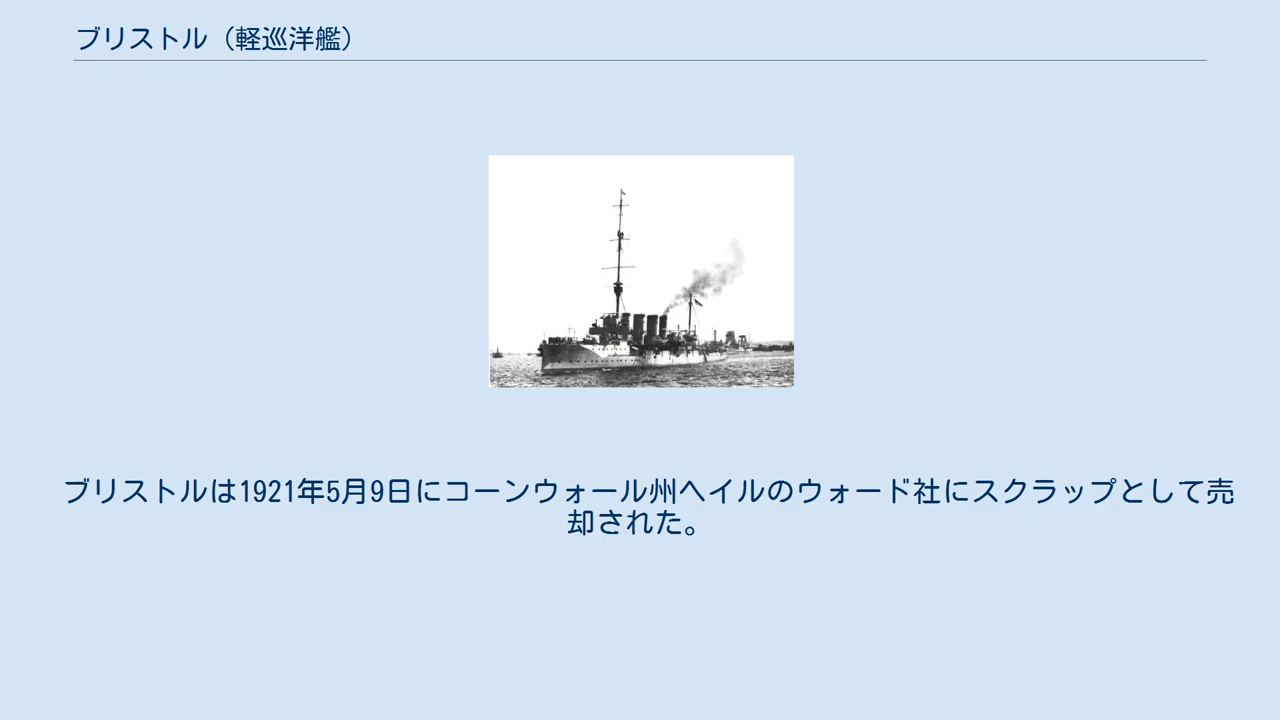 ブリストル（軽巡洋艦）
ブリストルは1921年5月9日にコーンウォール州ヘイルのウォード社にスクラップとして売
却された。